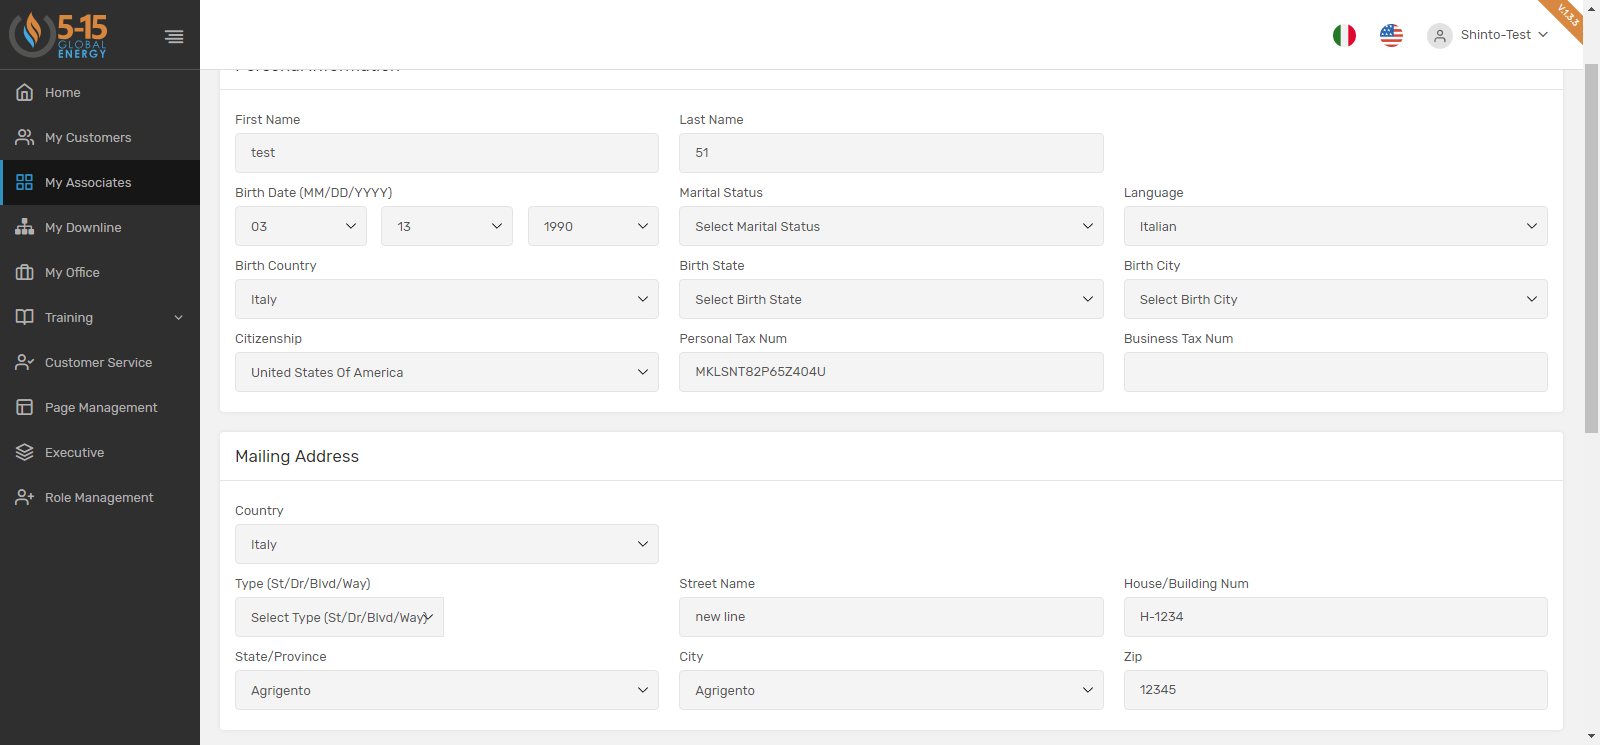 5-15
GLOBAL
ENERGY
V.1.3.3
Shinto-Test
Home
My Customers
My Associates
My Downline
My Office
Training
Customer Service
Page Management
Executive
Role Management
Personal Information
First Name
Last Name
test
51
Birth Date (MM/DD/YYYY)
Marital Status
Language
03
13
1990
Select Marital Status
Italian
Birth Country
Birth State
Birth City
Italy
Select Birth State
Select Birth City
Citizenship
Personal Tax Num
Business Tax Num
United States Of America
MKLSNT82P65Z404U
Mailing Address
Country
Italy
Type (St/Dr/Blvd/Way)
Street Name
House/Building Num
Select Type (St/Dr/Blvd/Way)
new line
H-1234
State/Province
City
Zip
Agrigento
Agrigento
12345